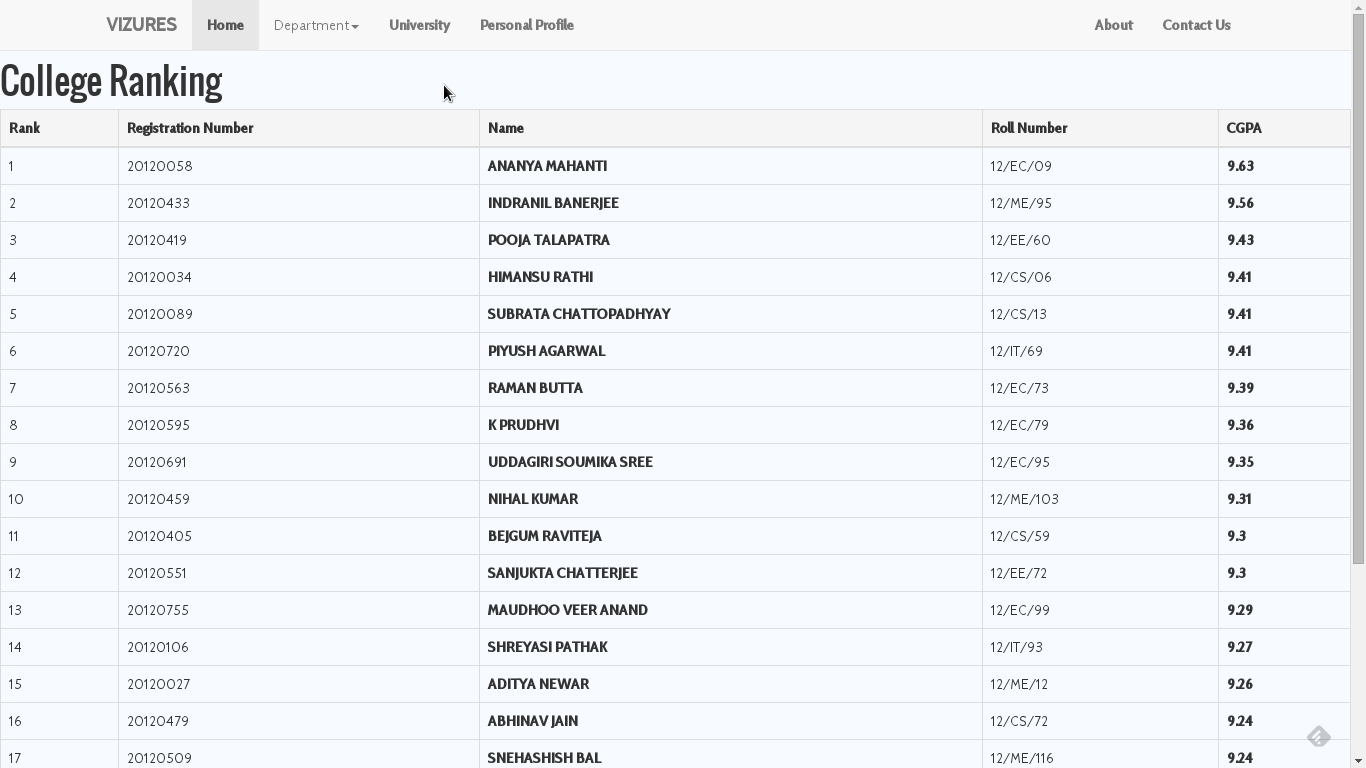 VIZURES Home Department University Personal Profile About Contact Us
College Ranking
Rank Registration Number Name Roll Number CGPA
1 20120058 ANANYA MAHANTI 12/EC/09 9.63
2 20120433 INDRANIL BANERJEE 12/ME/95 9.56
3 20120419 POOJA TALAPATRA 12/EE/60 9.43
4 20120034 HIMANSU RATHI 12/CS/06 9.41
5 20120089 SUBRATA CHATTOPADHYAY 12/CS/13 9.41
6 20120720 PIYUSH AGARWAL 12/IT/69 9.41
7 20120563 RAMAN BUTTA 12/EC/73 9.39
8 20120595 K PRUDHVI 12/EC/79 9.36
9 20120691 UDDAGIRI SOUMIKA SREE 12/EC/95 9.35
10 20120459 NIHAL KUMAR 12/ME/103 9.31
11 20120405 BEJGUM RAVITEJA 12/CS/59 9.3
12 20120551 SANJUKTA CHATTERJEE 12/EE/72 9.3
13 20120755 MAUDHOO VEER ANAND 12/EC/99 9.29
14 20120106 SHREYASI PATHAK 12/IT/93 9.27
15 20120027 ADITYA NEWAR 12/ME/12 9.26
16 20120479 ABHINAV JAIN 12/CS/72 9.24
17 20120509 SNEHASHISH BAL 12/ME/116 9.24